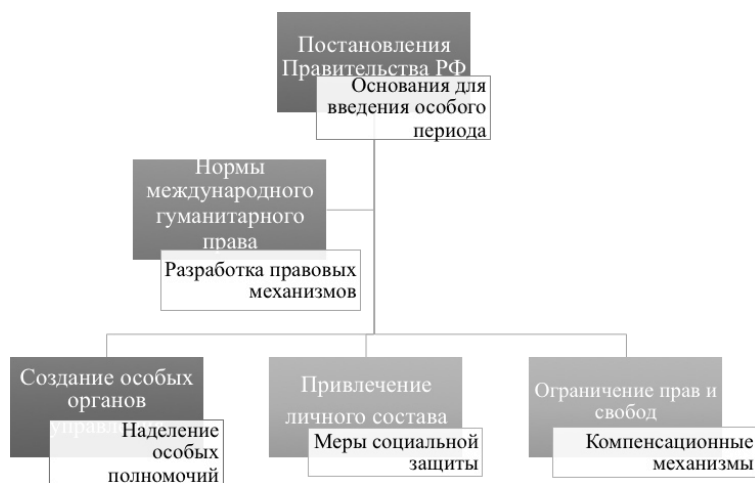 Постановления
Правительства РФ
Основания для
введения особого
периода
Нормы
международного
гуманитарного
права
Разработка правовых
механизмов
Создание особых
органов
управления
Наделение
особых
полномочий
Привлечение
личного состава
Меры социальной
защиты
Ограничение прав и
свобод
Компенсационные
механизмы